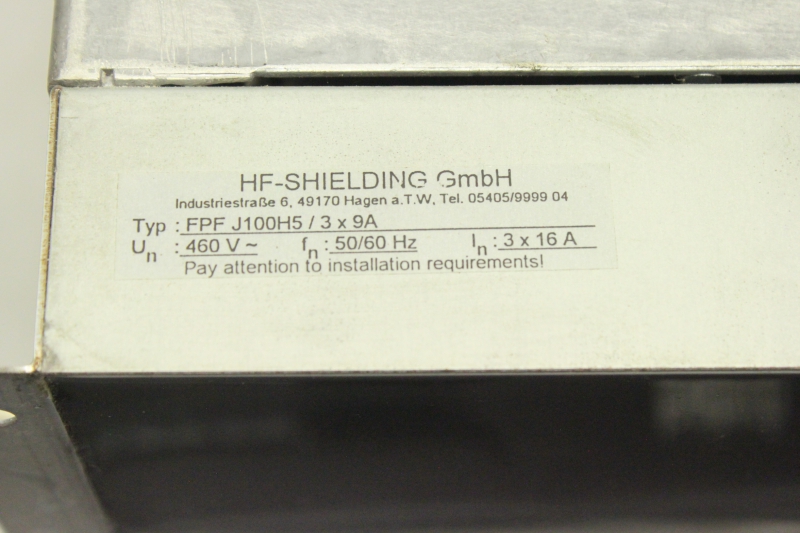 HF-SHIELDING GmbH
Industriestraße 6, 49170 Hagen a.T.W, Tel. 05405/9999 04
Typ : FPF J100H5 / 3 x 9A
Un : 460 V ~ fn : 50/60 Hz In : 3 x 16 A
Pay attention to installation requirements!